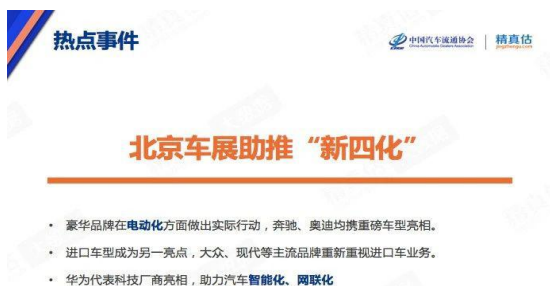 热点事件
中国汽车流通协会
China Automobile Dealers Association
精真估
jingzhengu.com
北京车展助推“新四化”
• 豪华品牌在电动化方面做出实际行动，奔驰、奥迪均携重磅车型亮相。
• 进口车型成为另一亮点，大众、现代等主流品牌重新重视进口车业务。
• 华为代表科技厂商亮相，助力汽车智能化、网联化